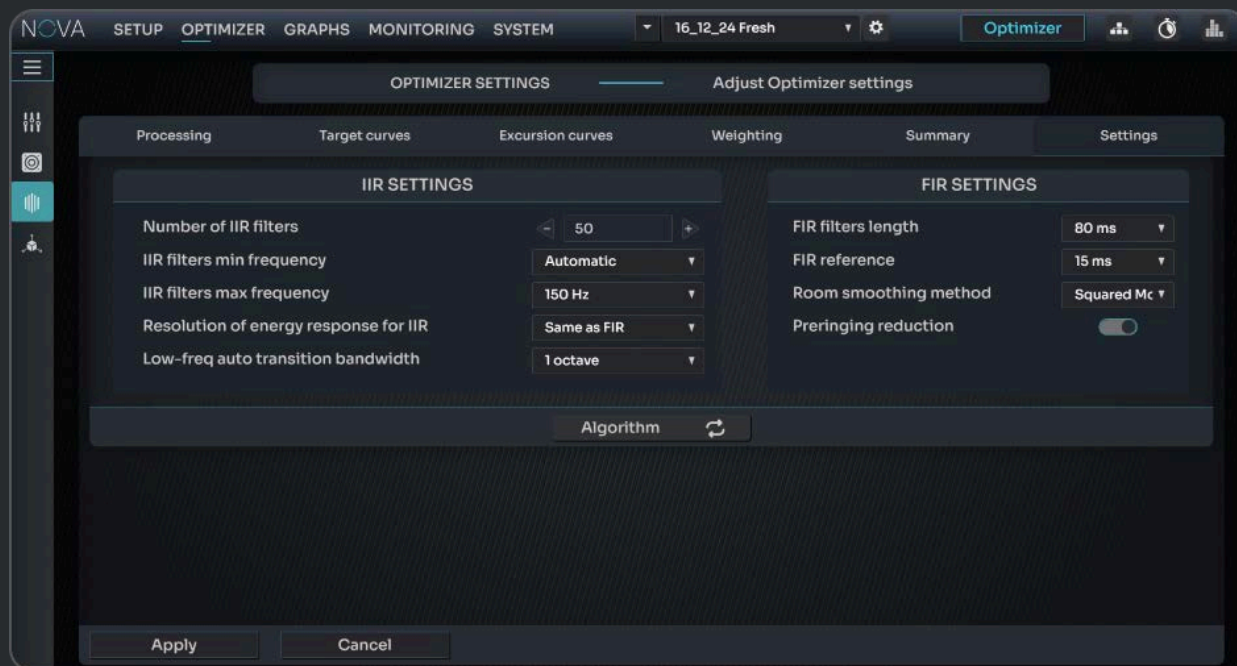 NOVA SETUP OPTIMIZER GRAPHS MONITORING SYSTEM 16_12_24 Fresh Optimizer
OPTIMIZER SETTINGS Adjust Optimizer settings
Processing Target curves Excursion curves Weighting Summary Settings
IIR SETTINGS
Number of IIR filters - 50 +
IIR filters min frequency Automatic
IIR filters max frequency 150 Hz
Resolution of energy response for IIR Same as FIR
Low-freq auto transition bandwidth 1 octave
FIR SETTINGS
FIR filters length 80 ms
FIR reference 15 ms
Room smoothing method Squared Mc
Preringing reduction
Algorithm
Apply Cancel